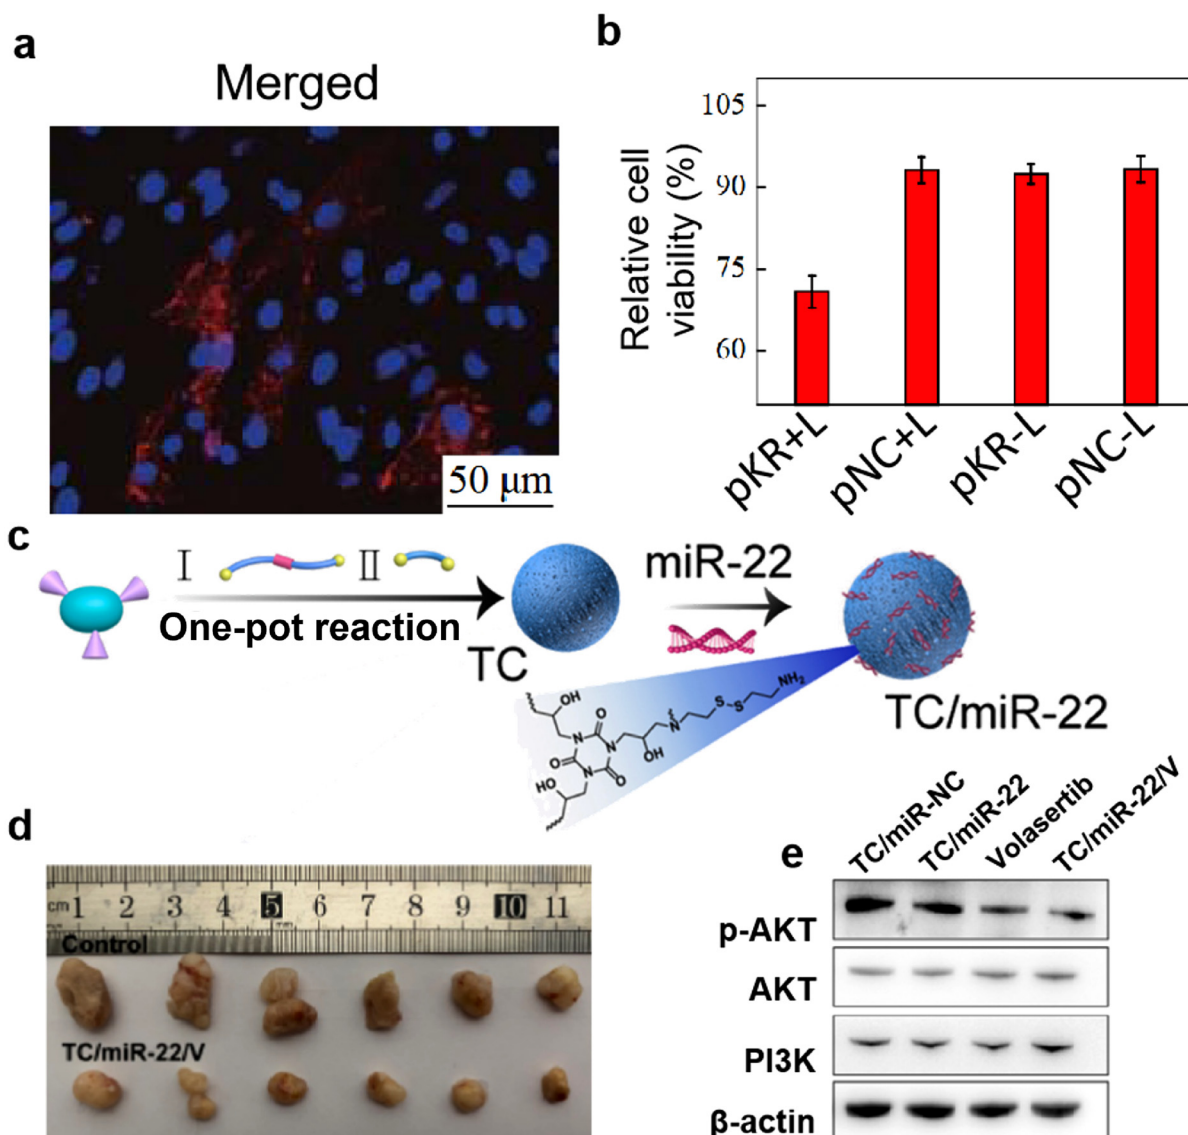 a
Merged
50 μm
b
Relative cell
viability (%)
105
90
75
60
pKR+L
pNC+L
pKR-L
pNC-L
c
I
II
One-pot reaction
TC
miR-22
TC/miR-22
OH
N
O
O
N
N
O
HO
OH
N
S
S
NH2
d
cm 1 2 3 4 5 6 7 8 9 10 11
Control
TC/miR-22/V
e
TC/miR-NC
TC/miR-22
Volasertib
TC/miR-22/V
p-AKT
AKT
PI3K
β-actin